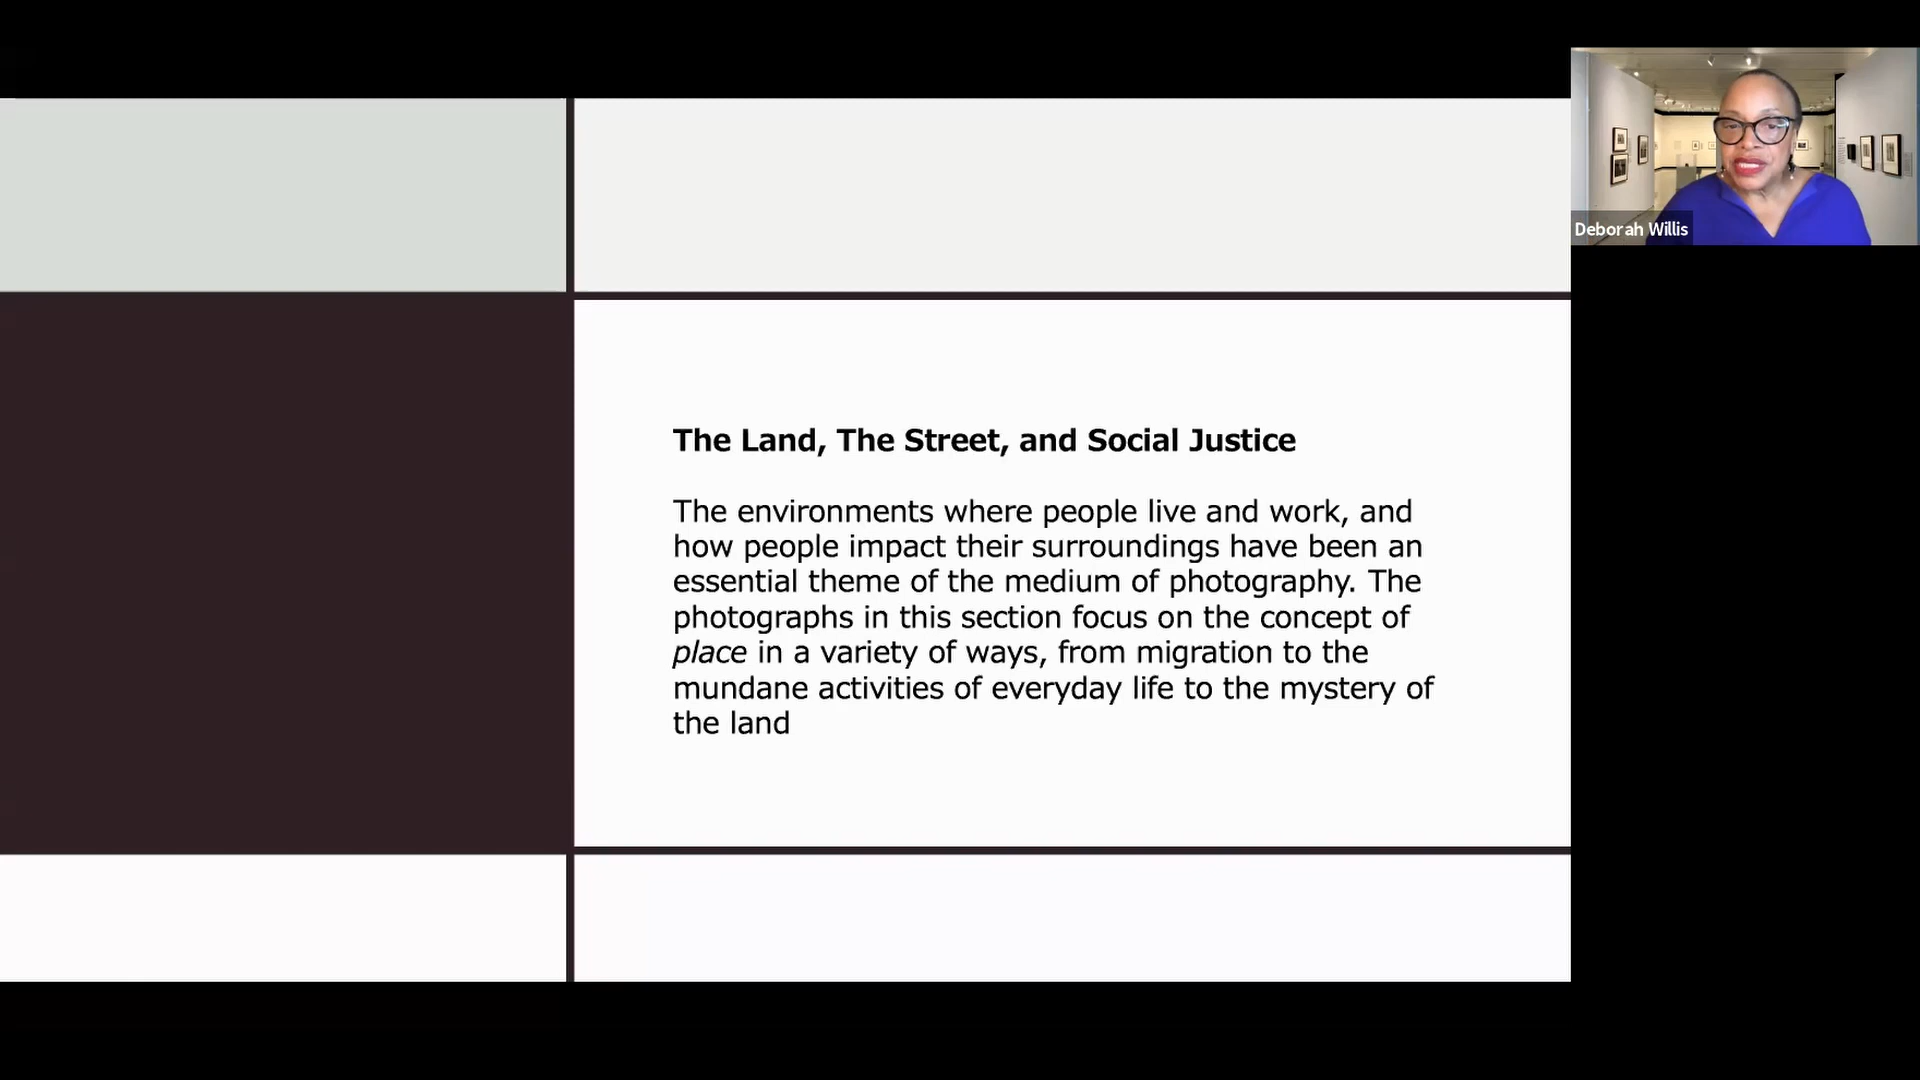 Deborah Willis
The Land, The Street, and Social Justice
The environments where people live and work, and
how people impact their surroundings have been an
essential theme of the medium of photography. The
photographs in this section focus on the concept of
place in a variety of ways, from migration to the
mundane activities of everyday life to the mystery of
the land